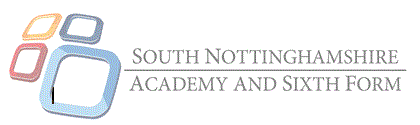 SOUTH NOTTINGHAMSHIRE
ACADEMY AND SIXTH FORM